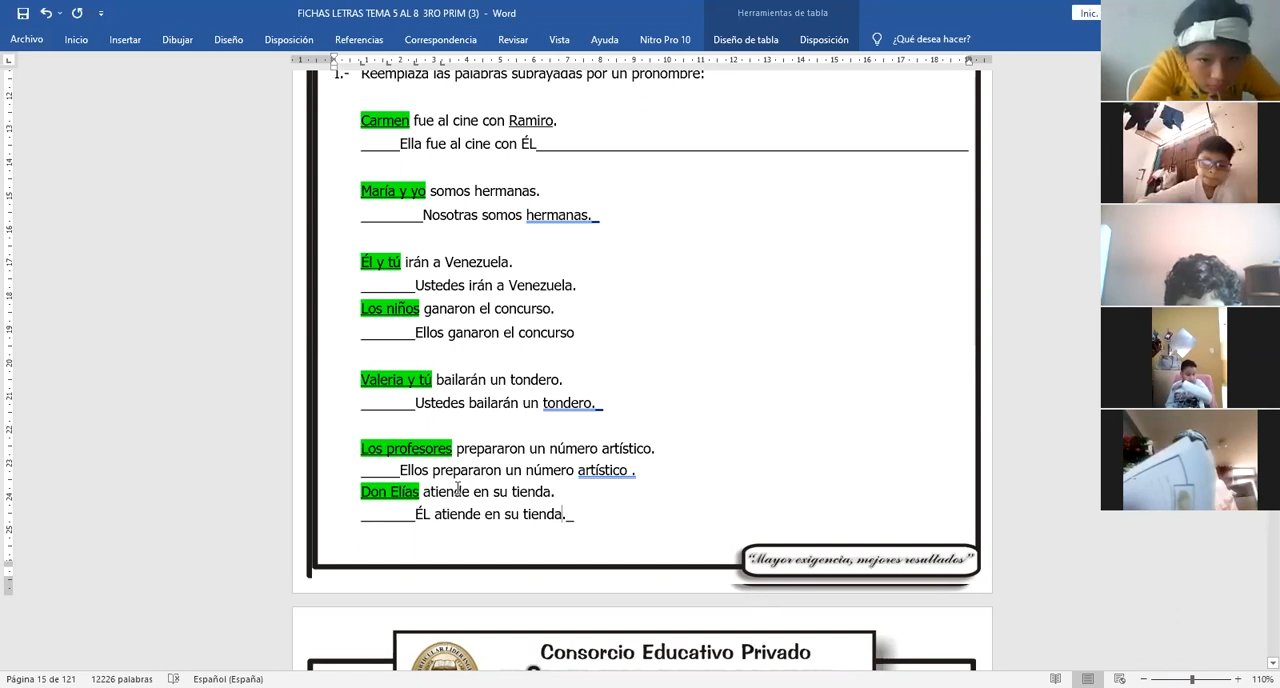 FICHAS LETRAS TEMA 5 AL 8 3RO PRIM (3) - Word
Herramientas de tabla
Inic.
Archivo Inicio Insertar Dibujar Diseño Disposición Referencias Correspondencia Revisar Vista Ayuda Nitro Pro 10 Diseño de tabla Disposición ¿Qué desea hacer?
1.- Reemplaza las palabras subrayadas por un pronombre:
Carmen fue al cine con Ramiro.
_____Ella fue al cine con ÉL_______________________________________________________
María y yo somos hermanas.
________Nosotras somos hermanas._
Él y tú irán a Venezuela.
_______Ustedes irán a Venezuela.
Los niños ganaron el concurso.
_______Ellos ganaron el concurso
Valeria y tú bailarán un tondero.
_______Ustedes bailarán un tondero._
Los profesores prepararon un número artístico.
_____Ellos prepararon un número artístico .
Don Elías atiende en su tienda.
_______ÉL atiende en su tienda._
“Mayor exigencia, mejores resultados”
Consorcio Educativo Privado
Página 15 de 121 12226 palabras Español (España) 110%